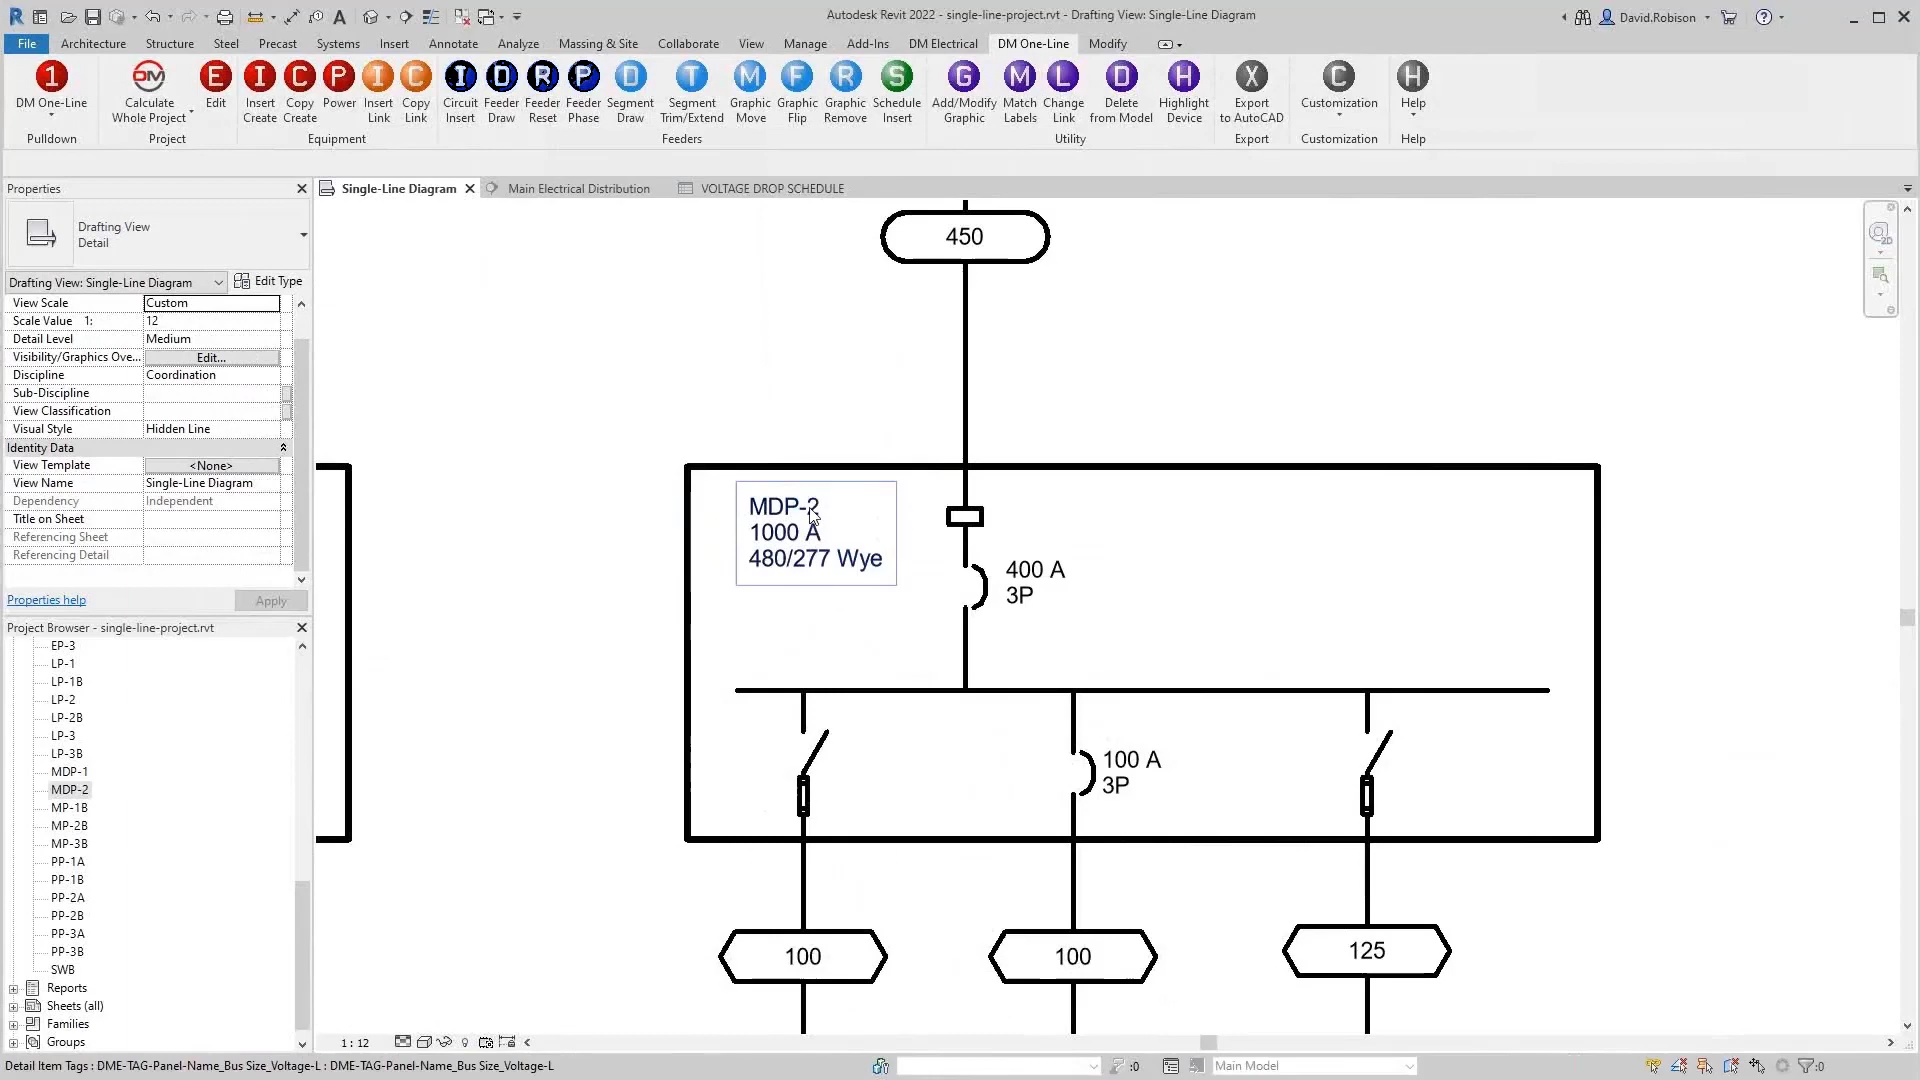 Autodesk Revit 2022 - single-line-project.rvt - Drafting View: Single-Line Diagram
David.Robison
File Architecture Structure Steel Precast Systems Insert Annotate Analyze Massing & Site Collaborate View Manage Add-Ins DM Electrical DM One-Line Modify
1 DM E I C P I C I O R P D T M F R S G M L D H X C H
DM One-Line Calculate Edit Insert Copy Power Insert Copy Circuit Feeder Feeder Feeder Segment Segment Graphic Graphic Graphic Schedule Add/Modify Match Change Delete Highlight Export Customization Help
Whole Project Create Create Link Link Insert Draw Reset Phase Draw Trim/Extend Move Flip Remove Insert Graphic Labels Link from Model Device to AutoCAD
Pulldown Project Equipment Feeders Utility Export Customization Help
Properties
Single-Line Diagram Main Electrical Distribution VOLTAGE DROP SCHEDULE
Drafting View
Detail
Drafting View: Single-Line Diagram Edit Type
View Scale Custom
Scale Value 1: 12
Detail Level Medium
Visibility/Graphics Ove... Edit...
Discipline Coordination
Sub-Discipline
View Classification
Visual Style Hidden Line
Identity Data
View Template <None>
View Name Single-Line Diagram
Dependency Independent
Title on Sheet
Referencing Sheet
Referencing Detail
Properties help Apply
Project Browser - single-line-project.rvt
EP-3
LP-1
LP-1B
LP-2
LP-2B
LP-3
LP-3B
MDP-1
MDP-2
MP-1B
MP-2B
MP-3B
PP-1A
PP-1B
PP-2A
PP-2B
PP-3A
PP-3B
SWB
Reports
Sheets (all)
Families
Groups
450
MDP-2
1000 A
480/277 Wye
400 A
3P
100 A
3P
100
100
125
2D
1 : 12
Detail Item Tags : DME-TAG-Panel-Name_Bus Size_Voltage-L : DME-TAG-Panel-Name_Bus Size_Voltage-L
:0
Main Model
:0